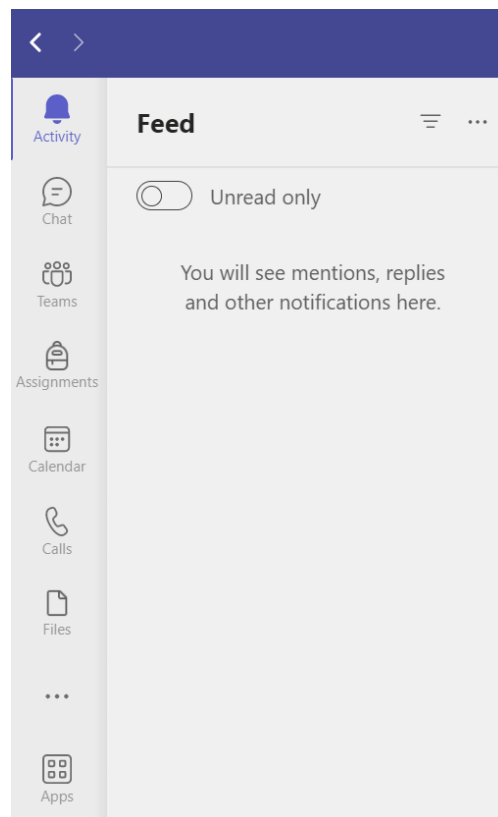 Activity
Feed
Unread only
Chat
You will see mentions, replies
and other notifications here.
Teams
Assignments
Calendar
Calls
Files
Apps